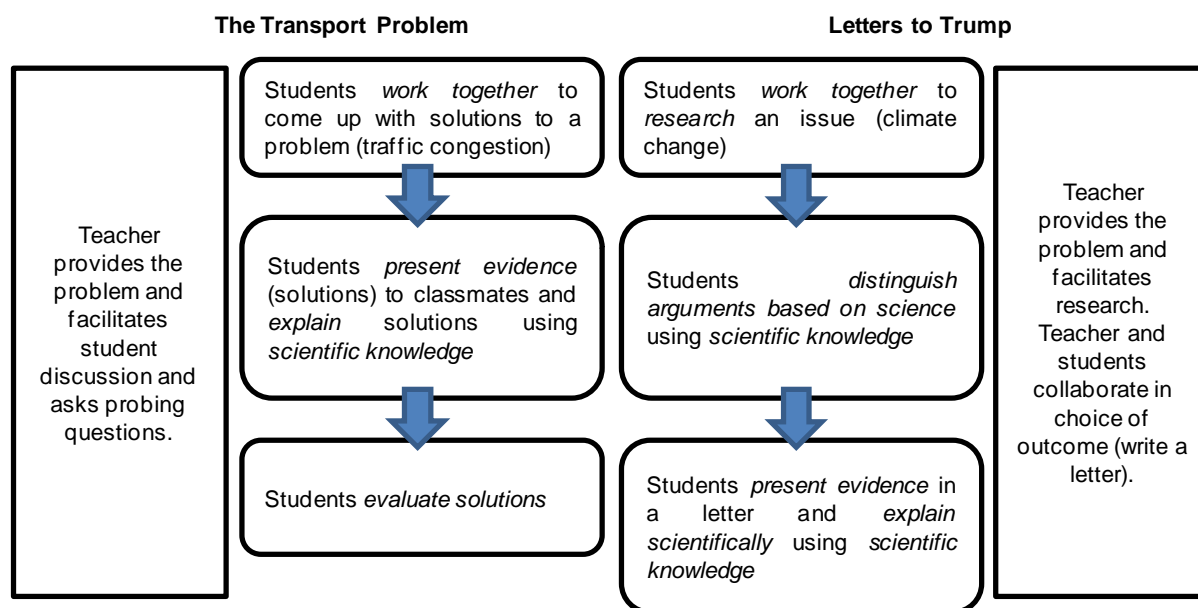 The Transport Problem
Letters to Trump
Teacher
provides the
problem and
facilitates
student
discussion and
asks probing
questions.
Students work together to
come up with solutions to a
problem (traffic congestion)
Students present evidence
(solutions) to classmates and
explain solutions using
scientific knowledge
Students evaluate solutions
Students work together to
research an issue (climate
change)
Students distinguish
arguments based on science
using scientific knowledge
Students present evidence in
a letter and explain
scientifically using scientific
knowledge
Teacher
provides the
problem and
facilitates
research.
Teacher and
students
collaborate in
choice of
outcome (write a
letter).